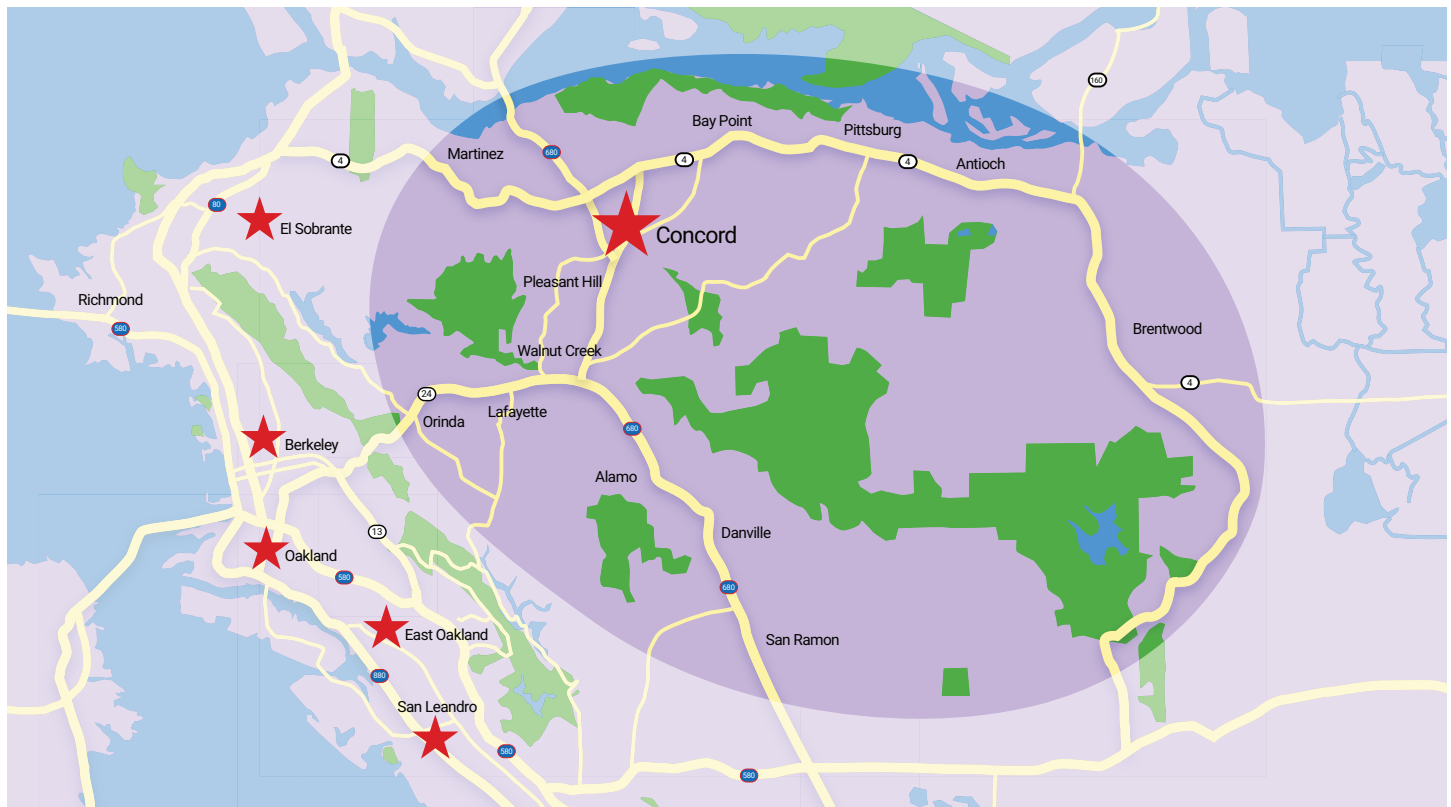 160
Bay Point
Pittsburg
Martinez
680
4
4
4
Antioch
80
El Sobrante
Concord
Pleasant Hill
Richmond
580
Brentwood
Walnut Creek
4
24
Lafayette
Orinda
680
Berkeley
Alamo
13
Danville
Oakland
580
680
East Oakland
San Ramon
880
San Leandro
580
580